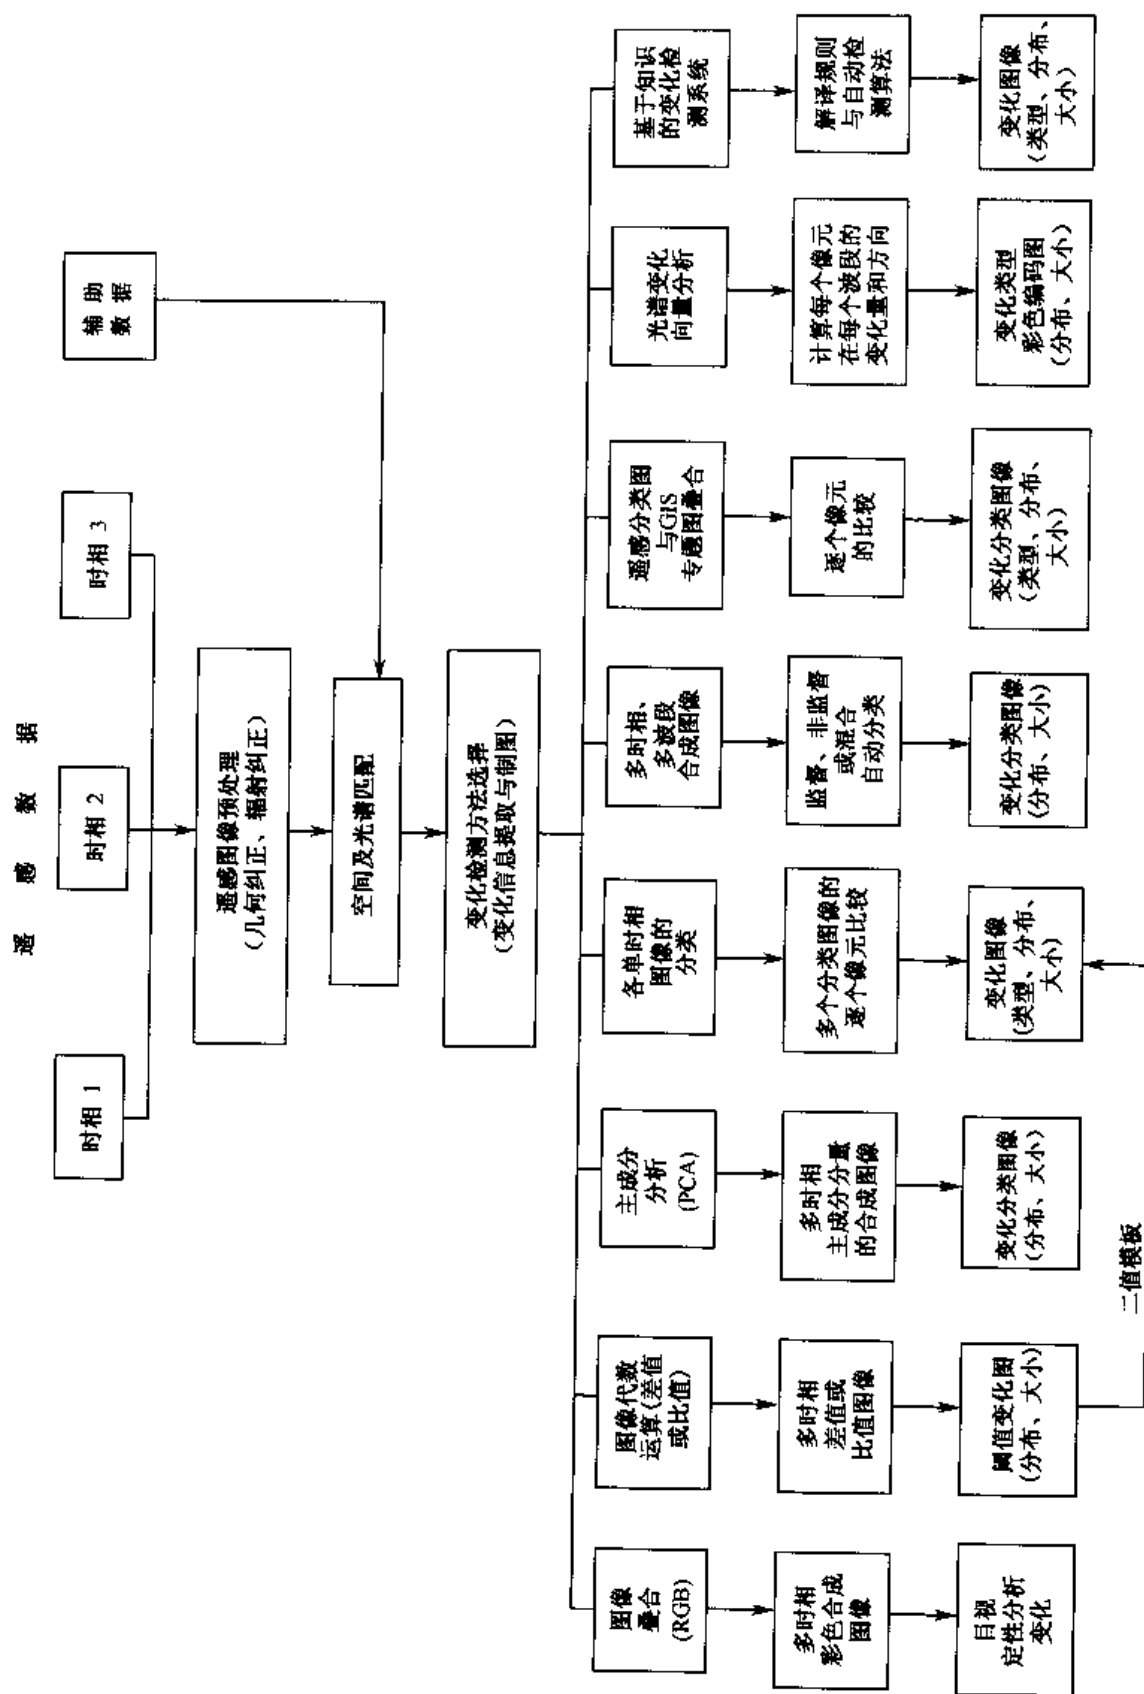 遥感数据
时相 1
时相 2
时相 3
辅助
数据
遥感图像预处理
(几何纠正、辐射纠正)
空间及光谱匹配
变化检测方法选择
(变化信息提取与制图)
图像
叠合
(RGB)
图像代数
运算(差值
或比值)
主成分
分析
(PCA)
各单时相
图像的
分类
多时相、
多波段
合成图像
遥感分类图
与GIS
专题图叠合
光谱变化
向量分析
基于知识
的变化检
测系统
多时相
彩色合成
图像
多时相
差值或
比值图像
多时相
主成分分量
的合成图像
多个分类图像的
逐个像元比较
监督、非监督
或混合
自动分类
逐个像元
的比较
计算每个像元
在每个波段的
变化量和方向
解译规则
与自动检
测算法
目视
定性分析
变化
阈值变化图
(分布、大小)
变化分类图像
(分布、大小)
变化图像
(类型、分布、
大小)
变化分类图像
(分布、大小)
变化分类图像
(类型、分布、
大小)
变化类型
彩色编码图
(分布、大小)
变化图像
(类型、分布、
大小)
二值模板